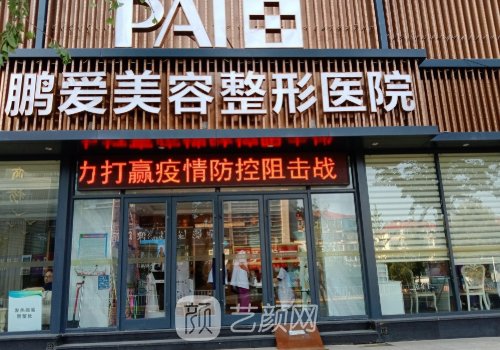 PAI
鹏爱美容整形医院
力打赢疫情防控阻击战
颜 艺颜网